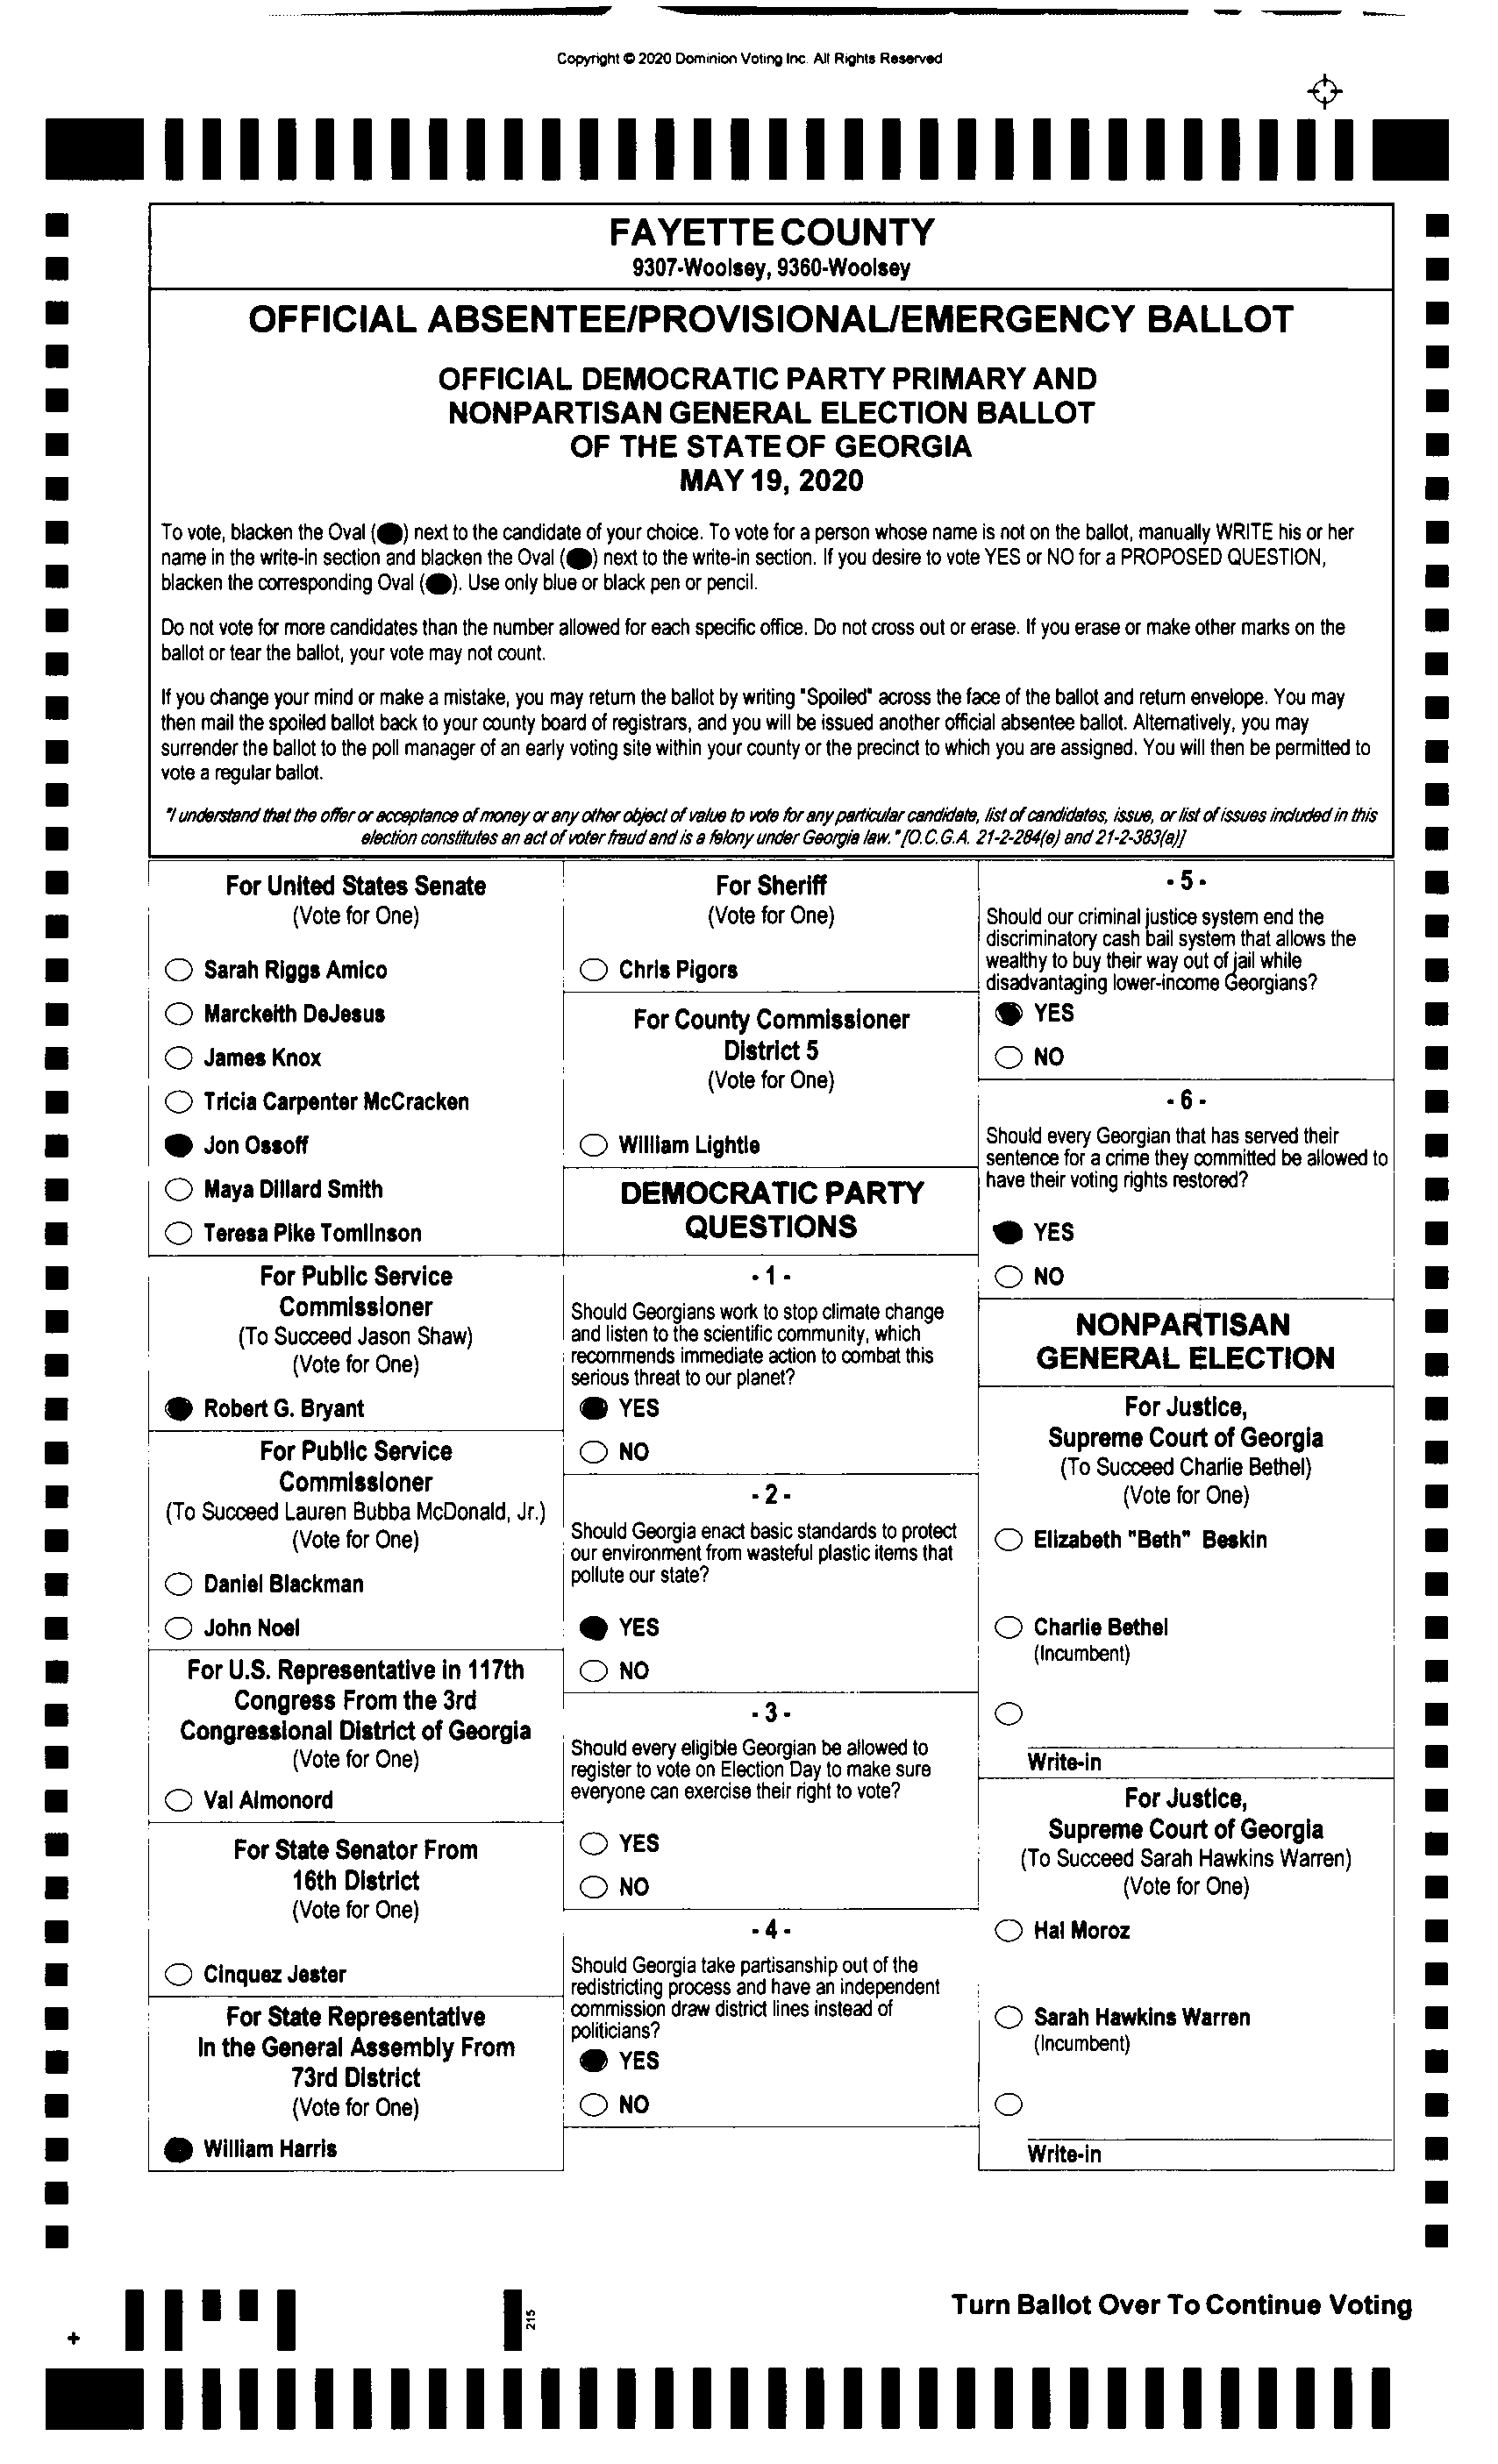 Copyright © 2020 Dominion Voting Inc. All Rights Reserved
FAYETTE COUNTY
9307-Woolsey, 9360-Woolsey
OFFICIAL ABSENTEE/PROVISIONAL/EMERGENCY BALLOT
OFFICIAL DEMOCRATIC PARTY PRIMARY AND
NONPARTISAN GENERAL ELECTION BALLOT
OF THE STATE OF GEORGIA
MAY 19, 2020
To vote, blacken the Oval (●) next to the candidate of your choice. To vote for a person whose name is not on the ballot, manually WRITE his or her
name in the write-in section and blacken the Oval (●) next to the write-in section. If you desire to vote YES or NO for a PROPOSED QUESTION,
blacken the corresponding Oval (●). Use only blue or black pen or pencil.
Do not vote for more candidates than the number allowed for each specific office. Do not cross out or erase. If you erase or make other marks on the
ballot or tear the ballot, your vote may not count.
If you change your mind or make a mistake, you may return the ballot by writing "Spoiled" across the face of the ballot and return envelope. You may
then mail the spoiled ballot back to your county board of registrars, and you will be issued another official absentee ballot. Alternatively, you may
surrender the ballot to the poll manager of an early voting site within your county or the precinct to which you are assigned. You will then be permitted to
vote a regular ballot.
"I understand that the offer or acceptance of money or any other object of value to vote for any particular candidate, list of candidates, issue, or list of issues included in this
election constitutes an act of voter fraud and is a felony under Georgia law." [O.C.G.A. 21-2-284(e) and 21-2-383(a)]
For United States Senate
(Vote for One)
Sarah Riggs Amico
Marckeith DeJesus
James Knox
Tricia Carpenter McCracken
Jon Ossoff
Maya Dillard Smith
Teresa Pike Tomlinson
For Public Service
Commissioner
(To Succeed Jason Shaw)
(Vote for One)
Robert G. Bryant
For Public Service
Commissioner
(To Succeed Lauren Bubba McDonald, Jr.)
(Vote for One)
Daniel Blackman
John Noel
For U.S. Representative in 117th
Congress From the 3rd
Congressional District of Georgia
(Vote for One)
Val Almonord
For State Senator From
16th District
(Vote for One)
Cinquez Jester
For State Representative
In the General Assembly From
73rd District
(Vote for One)
William Harris
For Sheriff
(Vote for One)
Chris Pigors
For County Commissioner
District 5
(Vote for One)
William Lightle
DEMOCRATIC PARTY
QUESTIONS
- 1 -
Should Georgians work to stop climate change
and listen to the scientific community, which
recommends immediate action to combat this
serious threat to our planet?
YES
NO
- 2 -
Should Georgia enact basic standards to protect
our environment from wasteful plastic items that
pollute our state?
YES
NO
- 3 -
Should every eligible Georgian be allowed to
register to vote on Election Day to make sure
everyone can exercise their right to vote?
YES
NO
- 4 -
Should Georgia take partisanship out of the
redistricting process and have an independent
commission draw district lines instead of
politicians?
YES
NO
- 5 -
Should our criminal justice system end the
discriminatory cash bail system that allows the
wealthy to buy their way out of jail while
disadvantaging lower-income Georgians?
YES
NO
- 6 -
Should every Georgian that has served their
sentence for a crime they committed be allowed to
have their voting rights restored?
YES
NO
NONPARTISAN
GENERAL ELECTION
For Justice,
Supreme Court of Georgia
(To Succeed Charlie Bethel)
(Vote for One)
Elizabeth "Beth" Beskin
Charlie Bethel
(Incumbent)
Write-in
For Justice,
Supreme Court of Georgia
(To Succeed Sarah Hawkins Warren)
(Vote for One)
Hal Moroz
Sarah Hawkins Warren
(Incumbent)
Write-in
Turn Ballot Over To Continue Voting
215